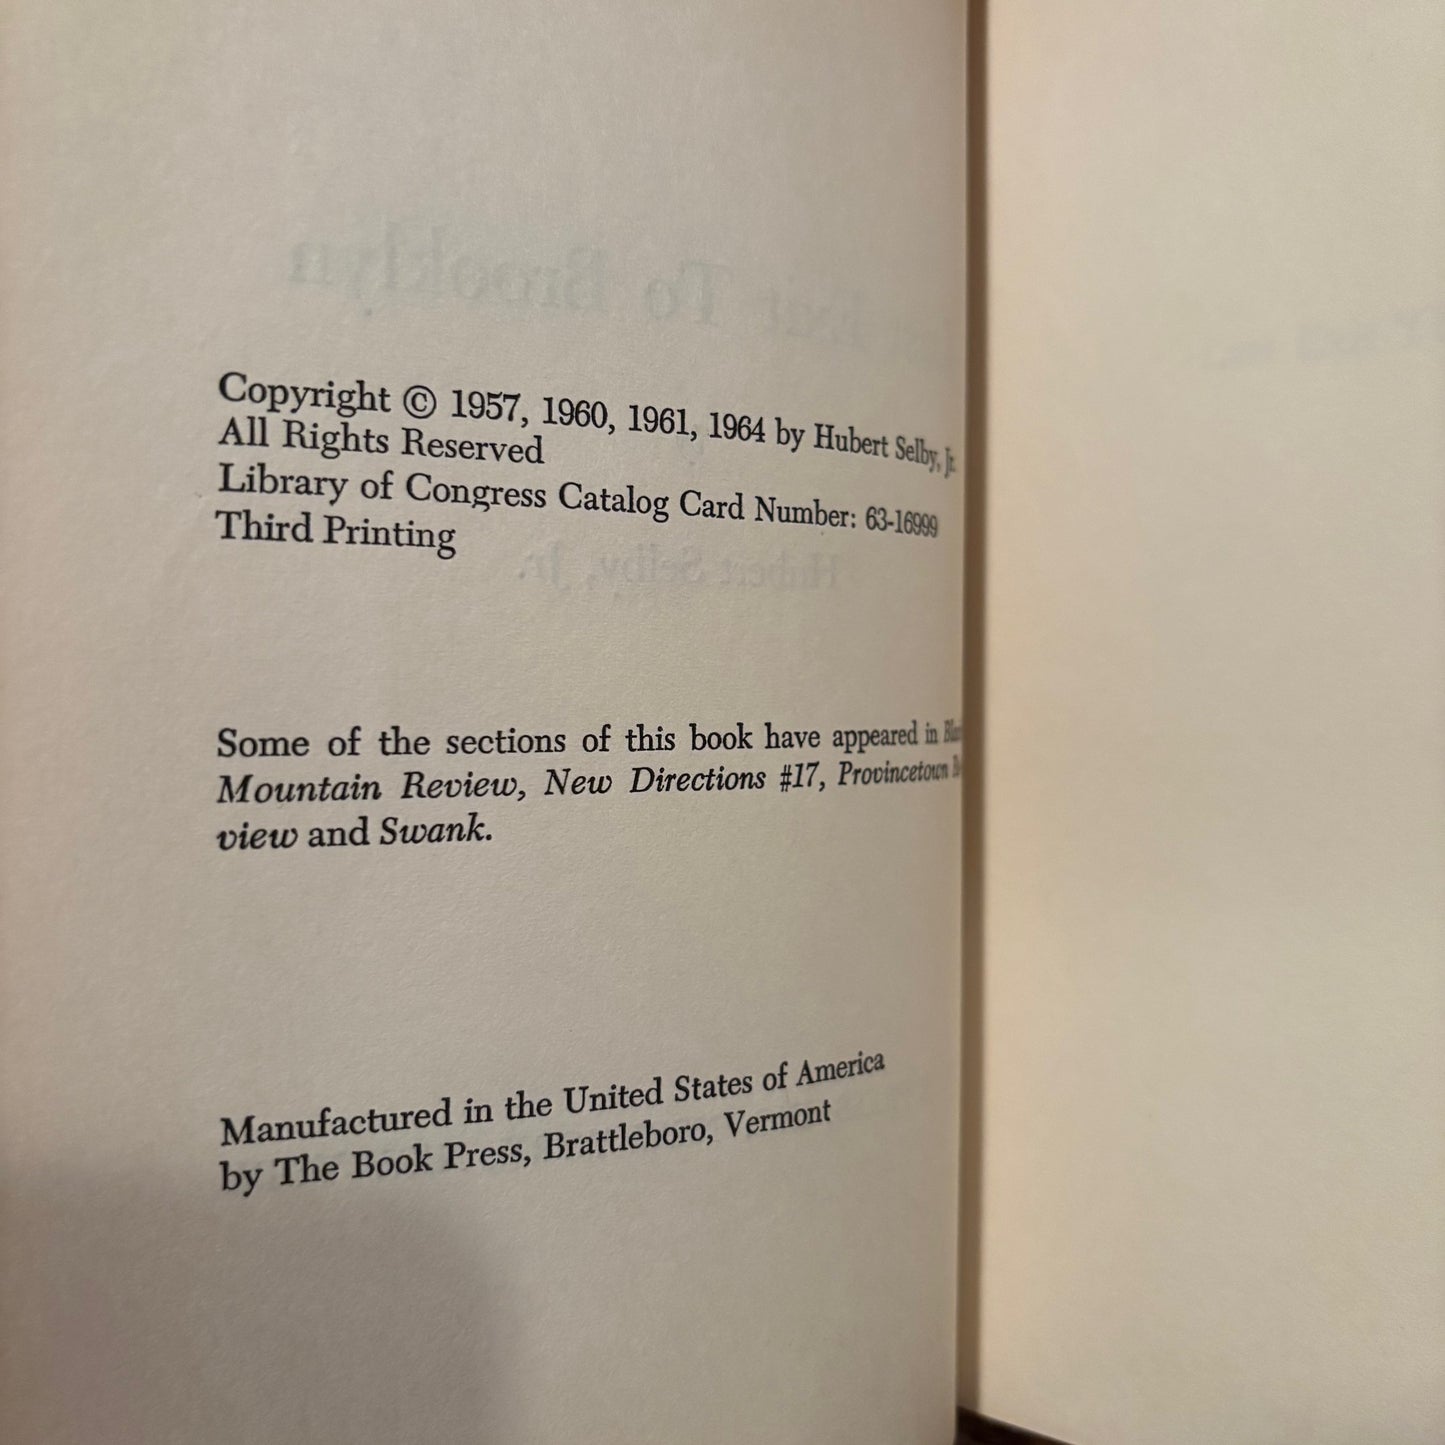 Copyright © 1957, 1960, 1961, 1964 by Hubert Selby, Jr.
All Rights Reserved
Library of Congress Catalog Card Number: 63-16999
Third Printing
Some of the sections of this book have appeared in
Mountain Review, New Directions #17, Provincetown
view and Swank.
Manufactured in the United States of America
by The Book Press, Brattleboro, Vermont